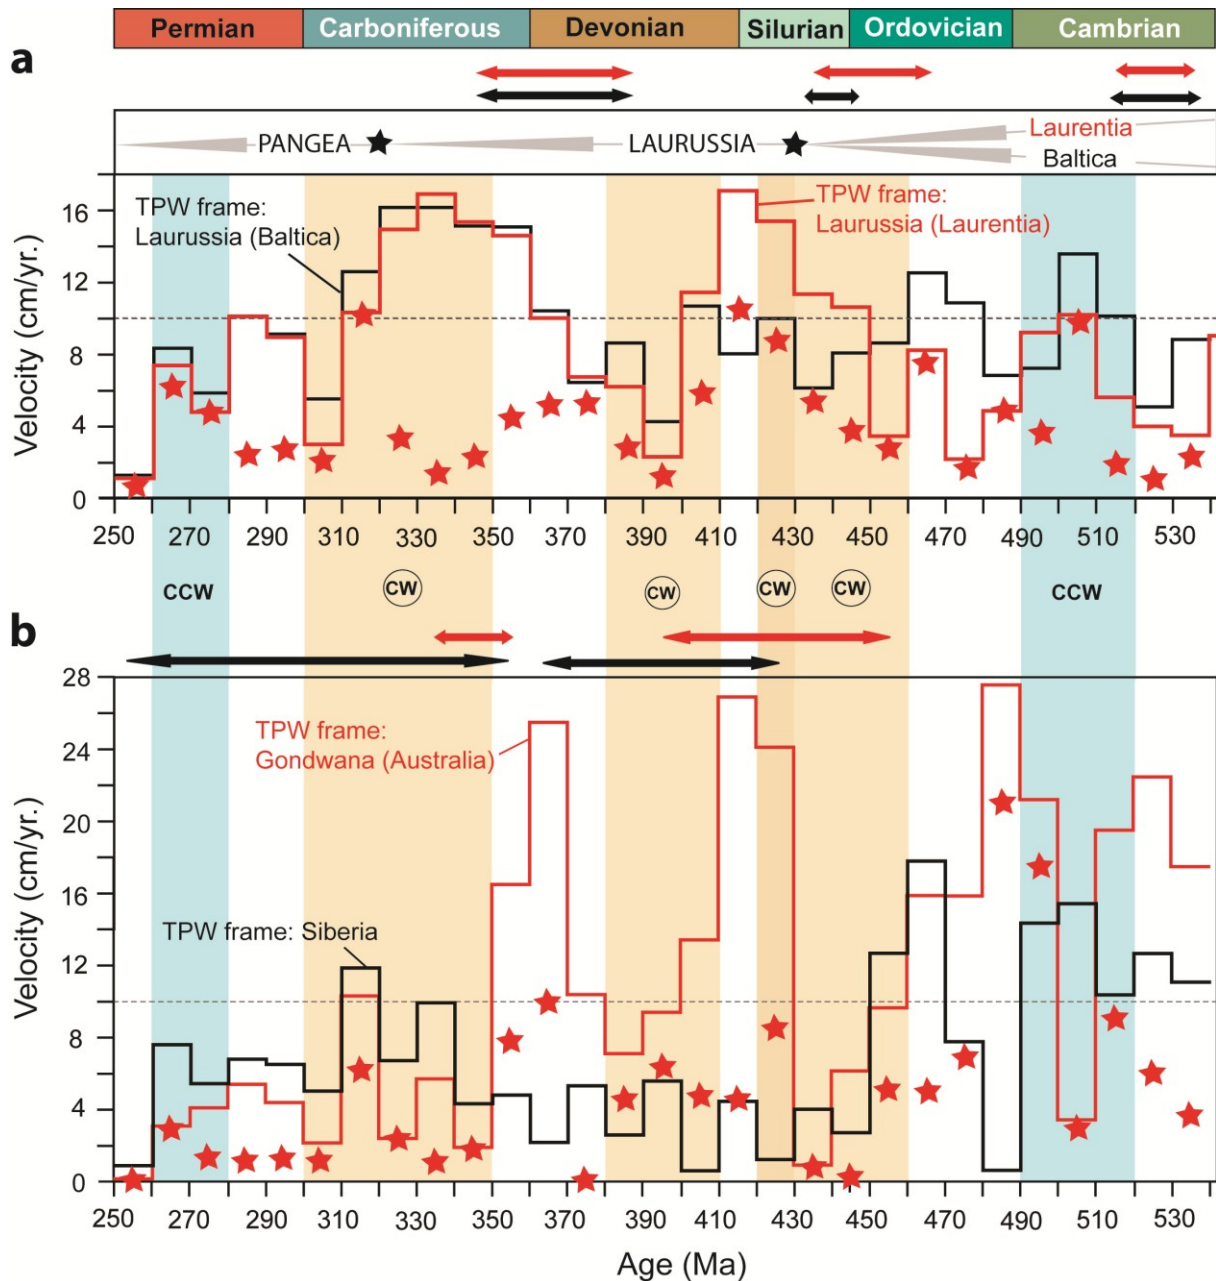 Permian Carboniferous Devonian Silurian Ordovician Cambrian
a
PANGEA LAURUSSIA Laurentia
Baltica
TPW frame:
Laurussia (Baltica)
TPW frame:
Laurussia (Laurentia)
Velocity (cm/yr.)
16
12
8
4
0
250 270 290 310 330 350 370 390 410 430 450 470 490 510 530
CCW CW CW CW CW CCW
b
28
24
20
16
12
8
4
0
Velocity (cm/yr.)
TPW frame:
Gondwana (Australia)
TPW frame: Siberia
250 270 290 310 330 350 370 390 410 430 450 470 490 510 530
Age (Ma)